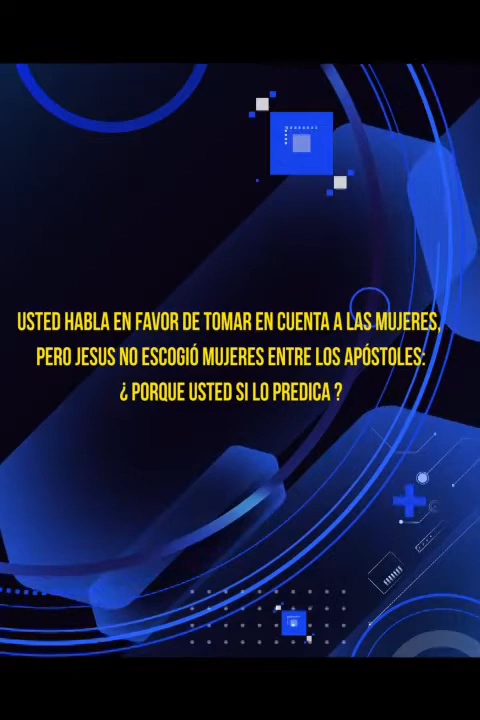 USTED HABLA EN FAVOR DE TOMAR EN CUENTA A LAS MUJERES,
PERO JESUS NO ESCOGIÓ MUJERES ENTRE LOS APÓSTOLES:
¿ PORQUE USTED SI LO PREDICA ?